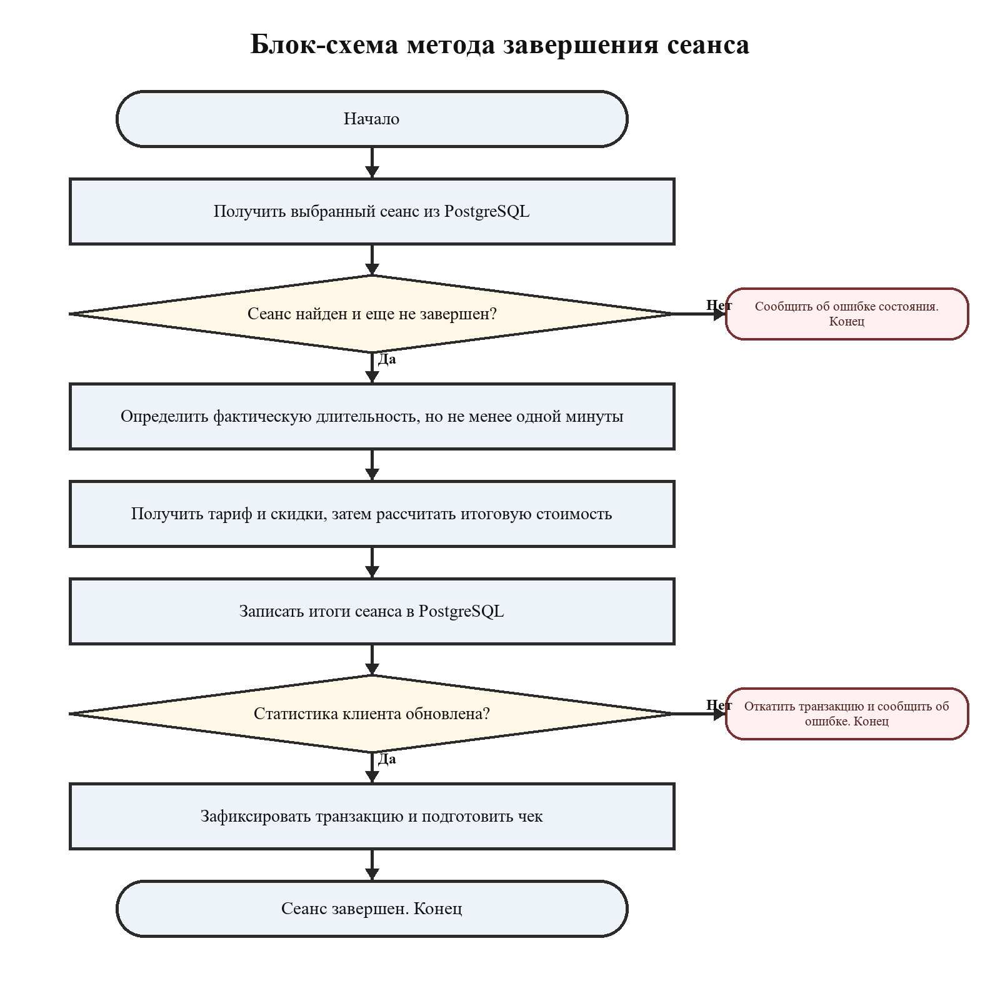 Блок-схема метода завершения сеанса
Начало
Получить выбранный сеанс из PostgreSQL
Сеанс найден и еще не завершен?
Нет
Сообщить об ошибке состояния.
Конец
Да
Определить фактическую длительность, но не менее одной минуты
Получить тариф и скидки, затем рассчитать итоговую стоимость
Записать итоги сеанса в PostgreSQL
Статистика клиента обновлена?
Нет
Откатить транзакцию и сообщить об
ошибке. Конец
Да
Зафиксировать транзакцию и подготовить чек
Сеанс завершен. Конец